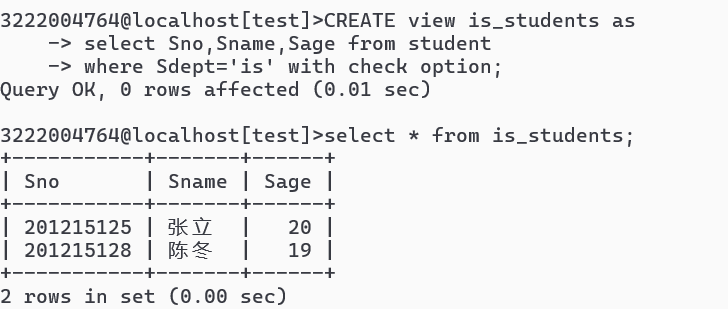 3222004764@localhost[test]>CREATE view is_students as
    -> select Sno,Sname,Sage from student
    -> where Sdept='is' with check option;
Query OK, 0 rows affected (0.01 sec)

3222004764@localhost[test]>select * from is_students;
+-----------+-------+------+
| Sno       | Sname | Sage |
+-----------+-------+------+
| 201215125 | 张立  |   20 |
| 201215128 | 陈冬  |   19 |
+-----------+-------+------+
2 rows in set (0.00 sec)